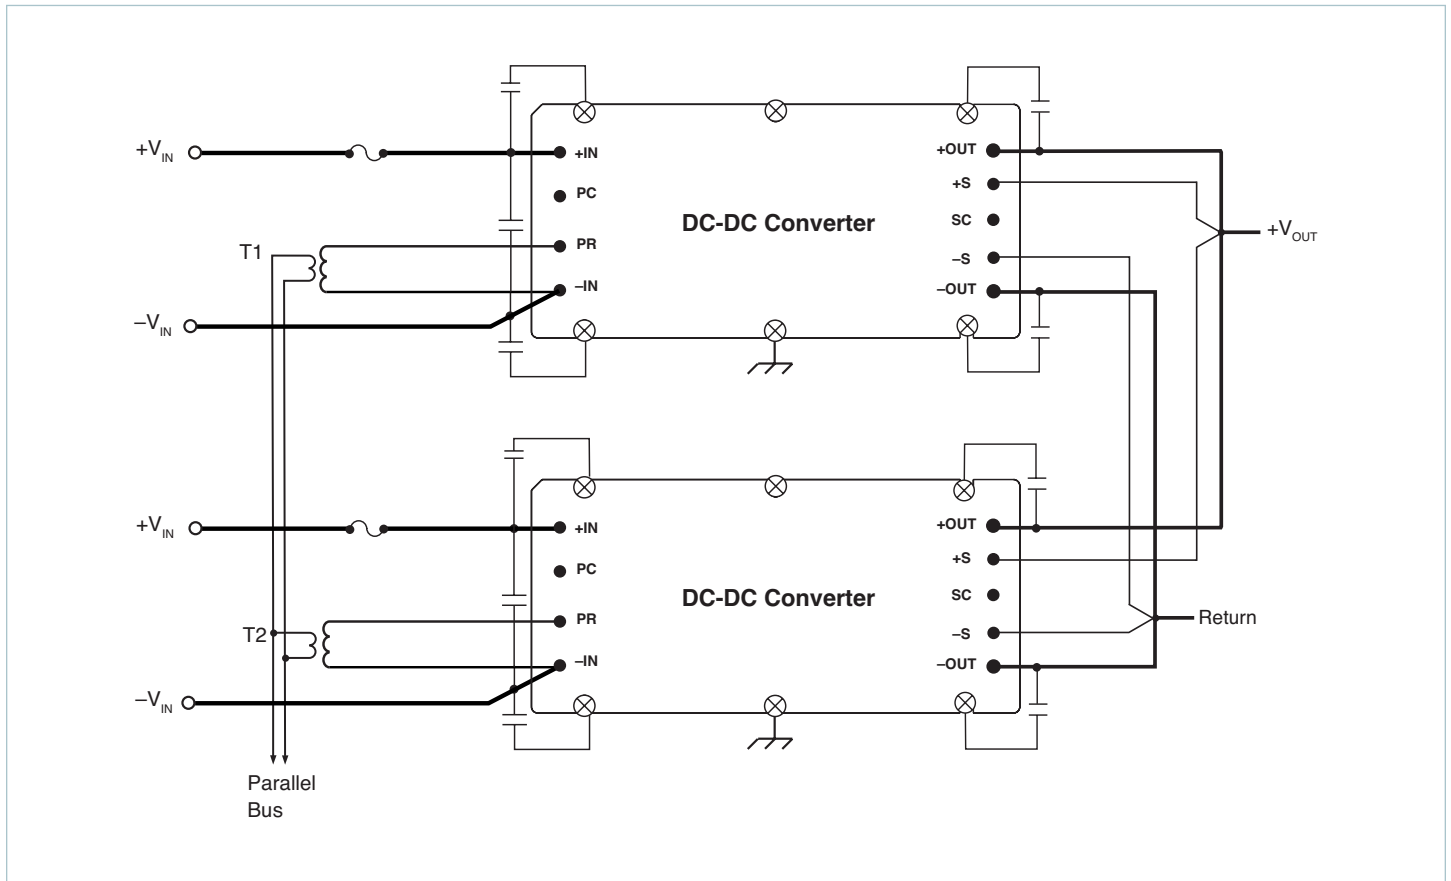 +VIN
+IN
PC
T1
PR
–IN
–VIN
DC-DC Converter
+OUT
+S
SC
–S
–OUT
+VOUT
+VIN
+IN
PC
T2
PR
–IN
–VIN
DC-DC Converter
+OUT
+S
SC
–S
–OUT
Return
Parallel
Bus